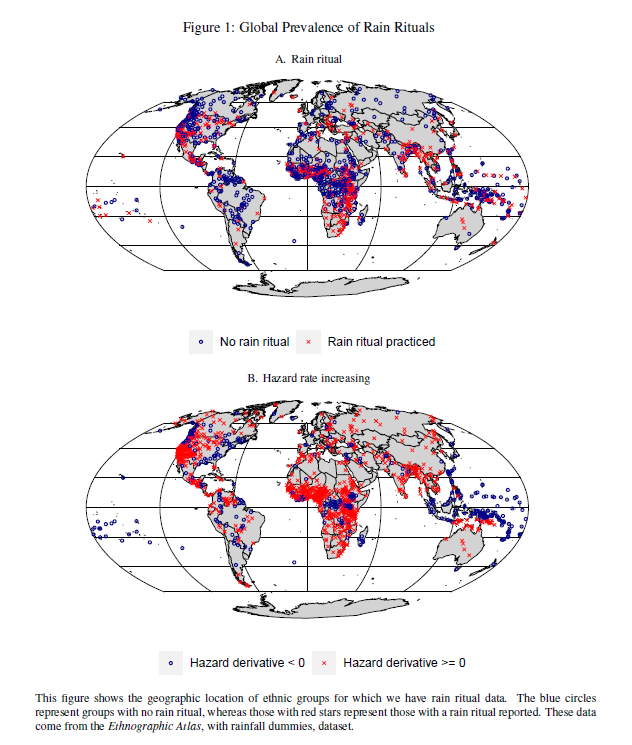 Figure 1: Global Prevalence of Rain Rituals
A. Rain ritual
No rain ritual
Rain ritual practiced
B. Hazard rate increasing
Hazard derivative < 0
Hazard derivative >= 0
This figure shows the geographic location of ethnic groups for which we have rain ritual data. The blue circles
represent groups with no rain ritual, whereas those with red stars represent those with a rain ritual reported. These data
come from the Ethnographic Atlas, with rainfall dummies, dataset.